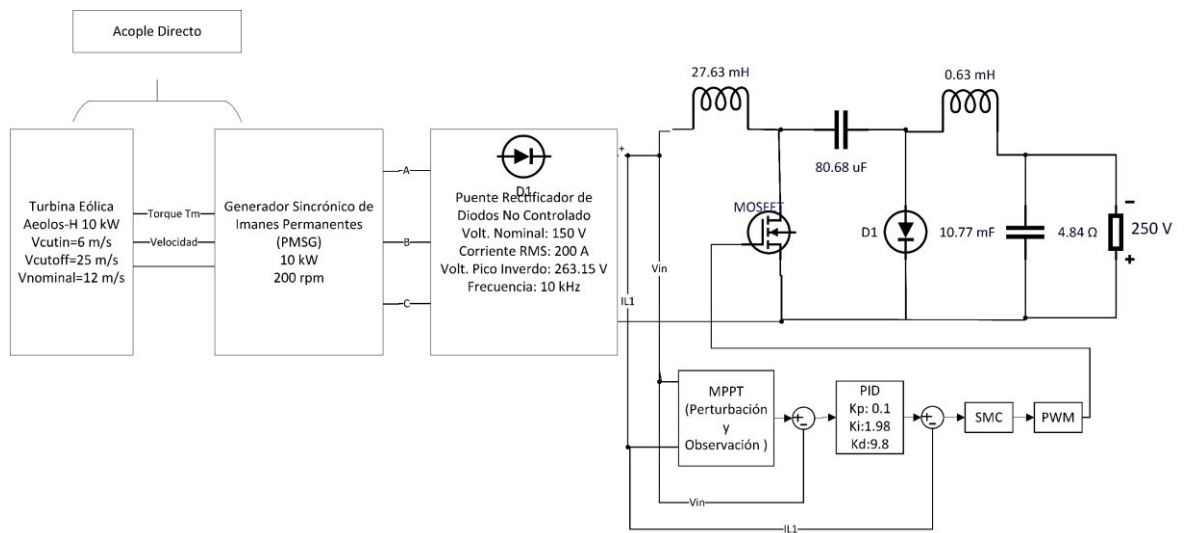 Acople Directo
Turbina Eólica
Aeolos-H 10 kW
Vcutin=6 m/s
Vcutoff=25 m/s
Vnominal=12 m/s
Torque Tm
Velocidad
Generador Sincrónico de
Imanes Permanentes
(PMSG)
10 kW
200 rpm
A
B
C
D1
Puente Rectificador de
Diodos No Controlado
Volt. Nominal: 150 V
Corriente RMS: 200 A
Volt. Pico Inverdo: 263.15 V
Frecuencia: 10 kHz
+
Vin
IL1
27.63 mH
80.68 uF
0.63 mH
MOSFET
D1
10.77 mF
4.84 Ω
250 V
−
+
MPPT
(Perturbación
y
Observación )
+
−
PID
Kp: 0.1
Ki:1.98
Kd:9.8
+
−
SMC
PWM
Vin
IL1